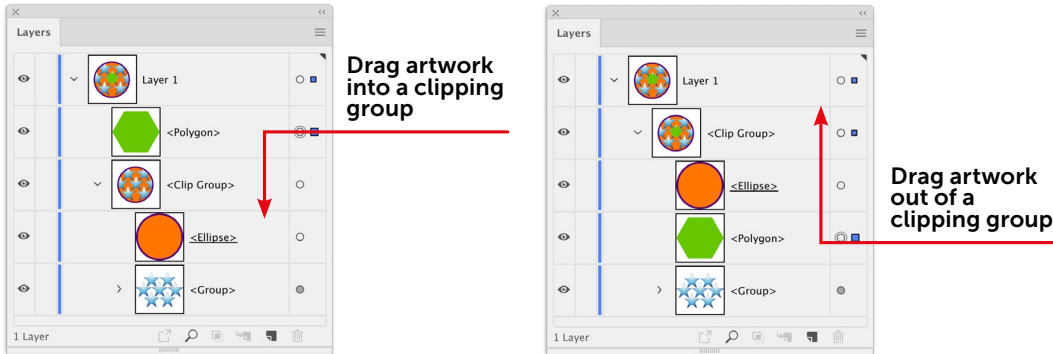 Layers
Layer 1
<Polygon>
<Clip Group>
<Ellipse>
<Group>
1 Layer
Drag artwork
into a clipping
group
Layers
Layer 1
<Clip Group>
<Ellipse>
<Polygon>
<Group>
1 Layer
Drag artwork
out of a
clipping group